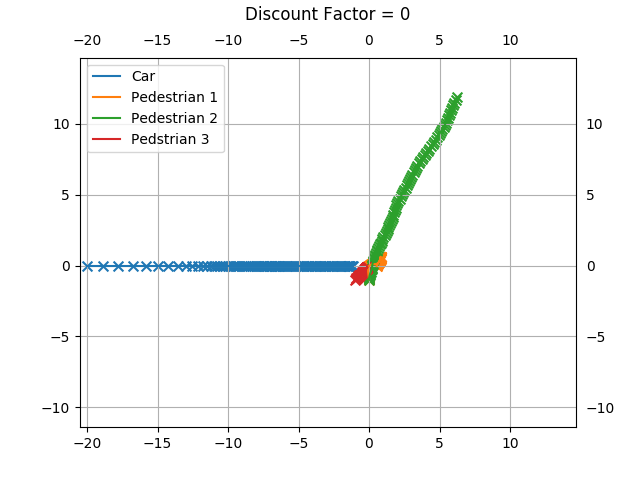 Discount Factor = 0
−20 −15 −10 −5 0 5 10
Car
Pedestrian 1
Pedestrian 2
Pedstrian 3
10 10
5 5
0 0
−5 −5
−10 −10
−20 −15 −10 −5 0 5 10